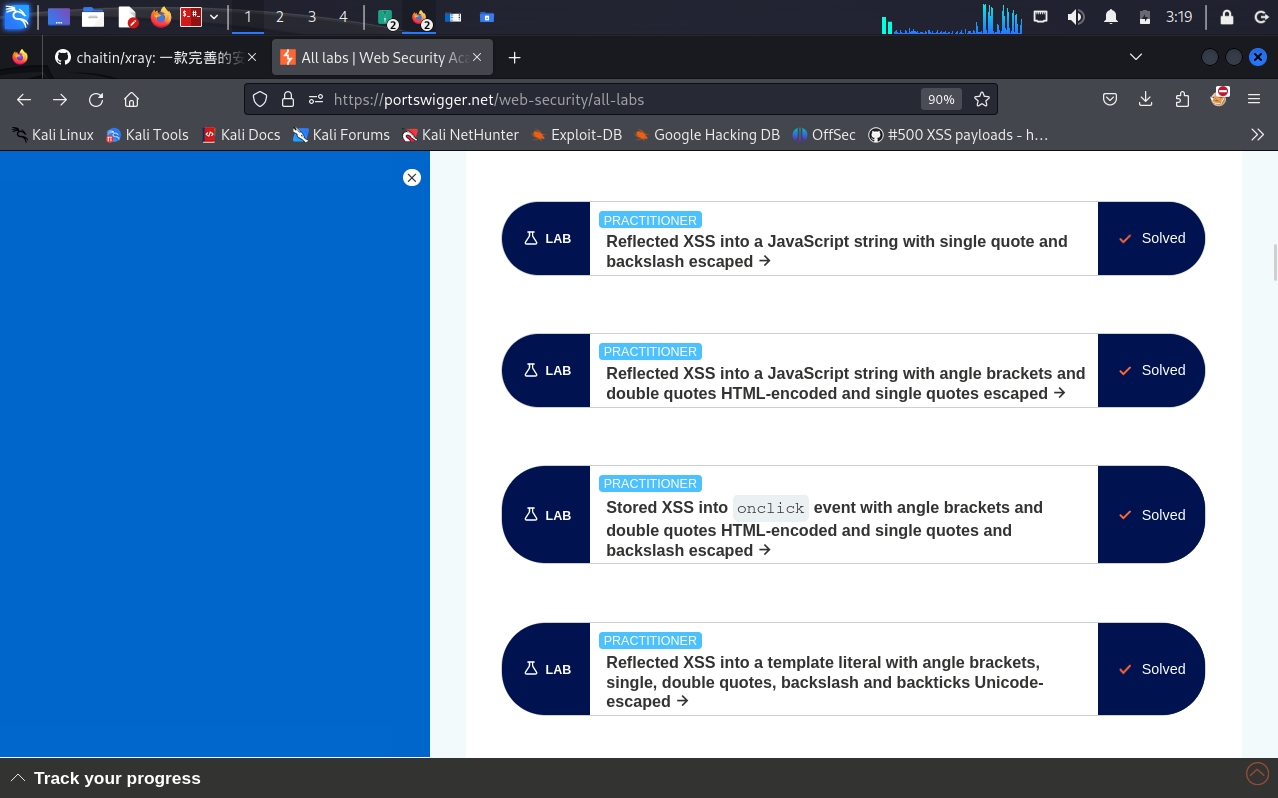 1 2 3 4 2 2 3:19
chaitin/xray: 一款完善的安
All labs | Web Security Aca
https://portswigger.net/web-security/all-labs
90%
Kali Linux Kali Tools Kali Docs Kali Forums Kali NetHunter Exploit-DB Google Hacking DB OffSec #500 XSS payloads - h…
PRACTITIONER
LAB
Reflected XSS into a JavaScript string with single quote and
backslash escaped
Solved
PRACTITIONER
LAB
Reflected XSS into a JavaScript string with angle brackets and
double quotes HTML-encoded and single quotes escaped
Solved
PRACTITIONER
LAB
Stored XSS into onclick event with angle brackets and
double quotes HTML-encoded and single quotes and
backslash escaped
Solved
PRACTITIONER
LAB
Reflected XSS into a template literal with angle brackets,
single, double quotes, backslash and backticks Unicode-
escaped
Solved
Track your progress